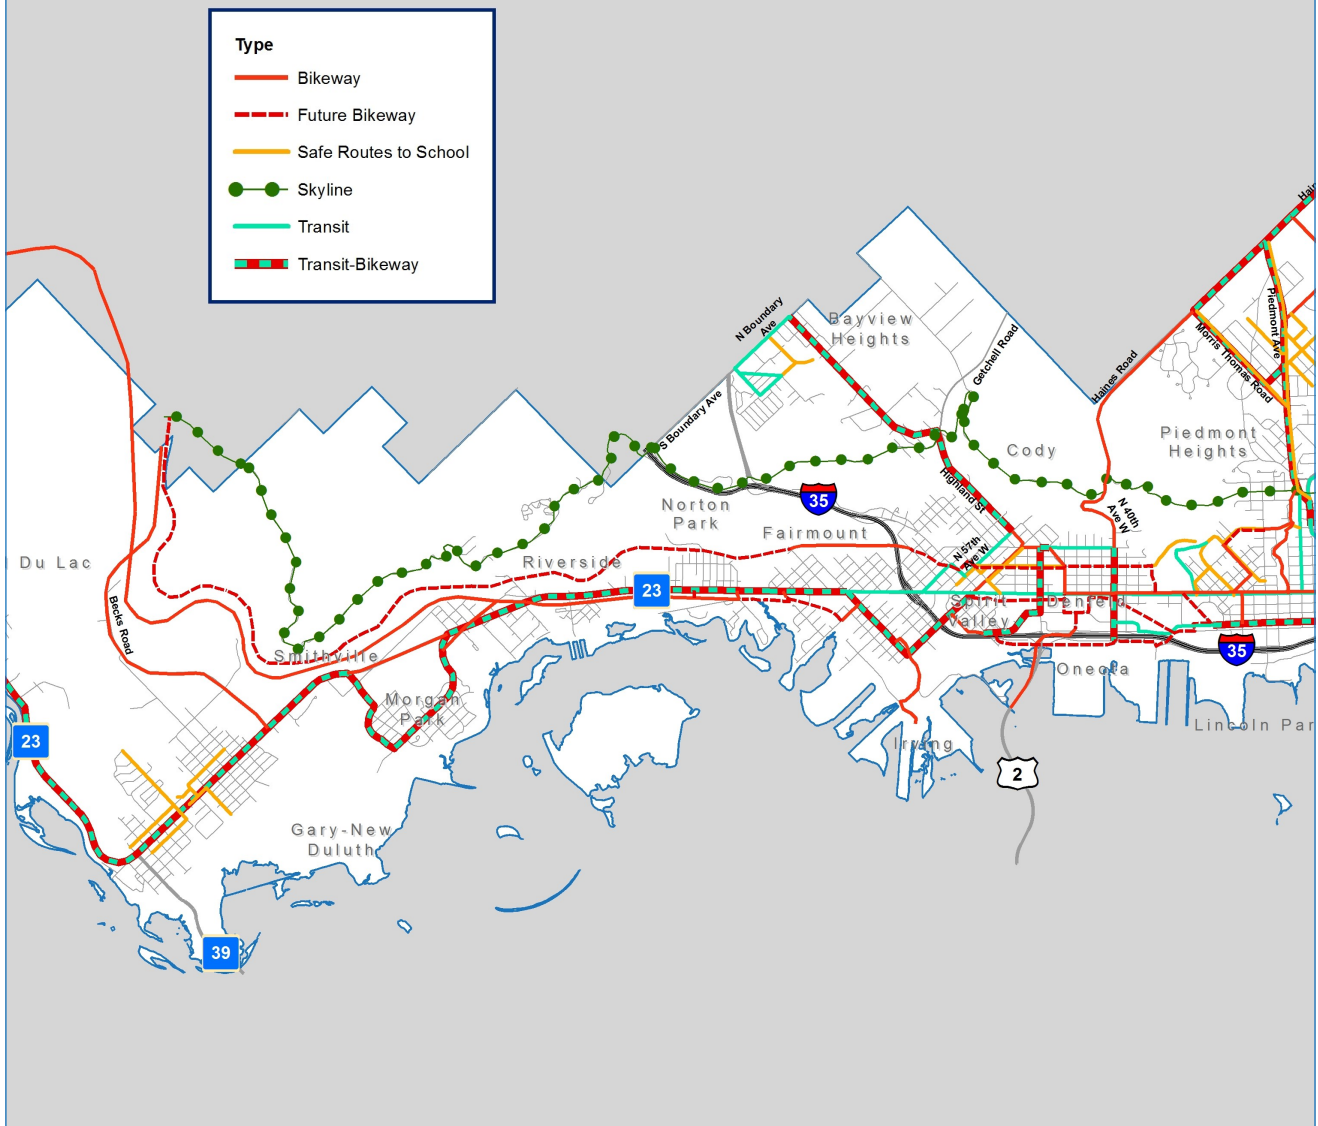 Type
Bikeway
Future Bikeway
Safe Routes to School
Skyline
Transit
Transit-Bikeway
N Boundary
Ave
Bayview
Heights
Getchell Road
S Boundary Ave
Haines Road
Piedmont Ave
Morris Thomas Road
Piedmont
Heights
Cody
Highland St
35
Norton
Park
Fairmount
N 40th
Ave W
N 57th
Ave W
Du Lac
Becks Road
Riverside
23
Spirit
Valley
Denfeld
Smithville
35
Oneota
Morgan
Park
23
Irving
Lincoln Par
2
Gary-New
Duluth
39